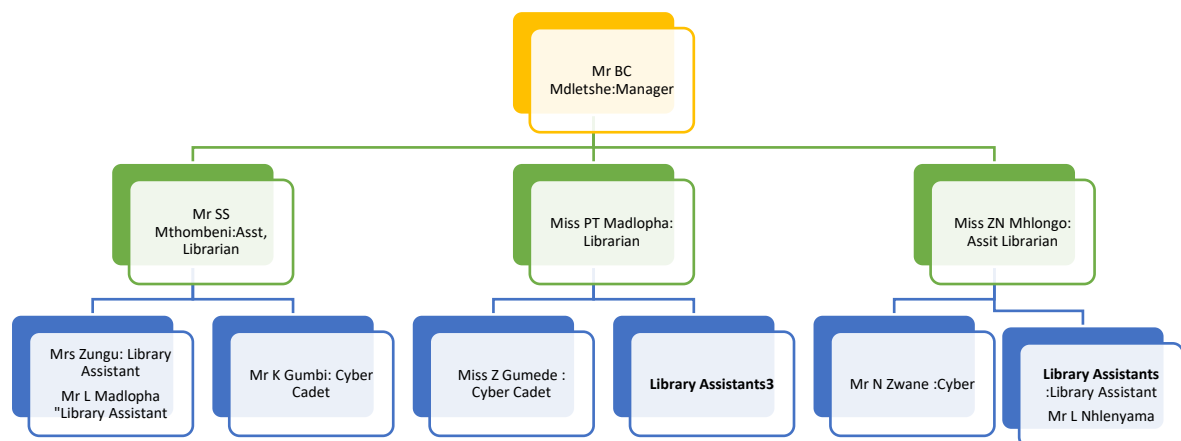 Mr BC
Mdletshe:Manager
Mr SS
Mthombeni:Asst,
Librarian
Miss PT Madlopha:
Librarian
Miss ZN Mhlongo:
Assit Librarian
Mrs Zungu: Library
Assistant
Mr L Madlopha
"Library Assistant
Mr K Gumbi: Cyber
Cadet
Miss Z Gumede :
Cyber Cadet
Library Assistants3
Mr N Zwane :Cyber
Library Assistants
:Library Assistant
Mr L Nhlenyama